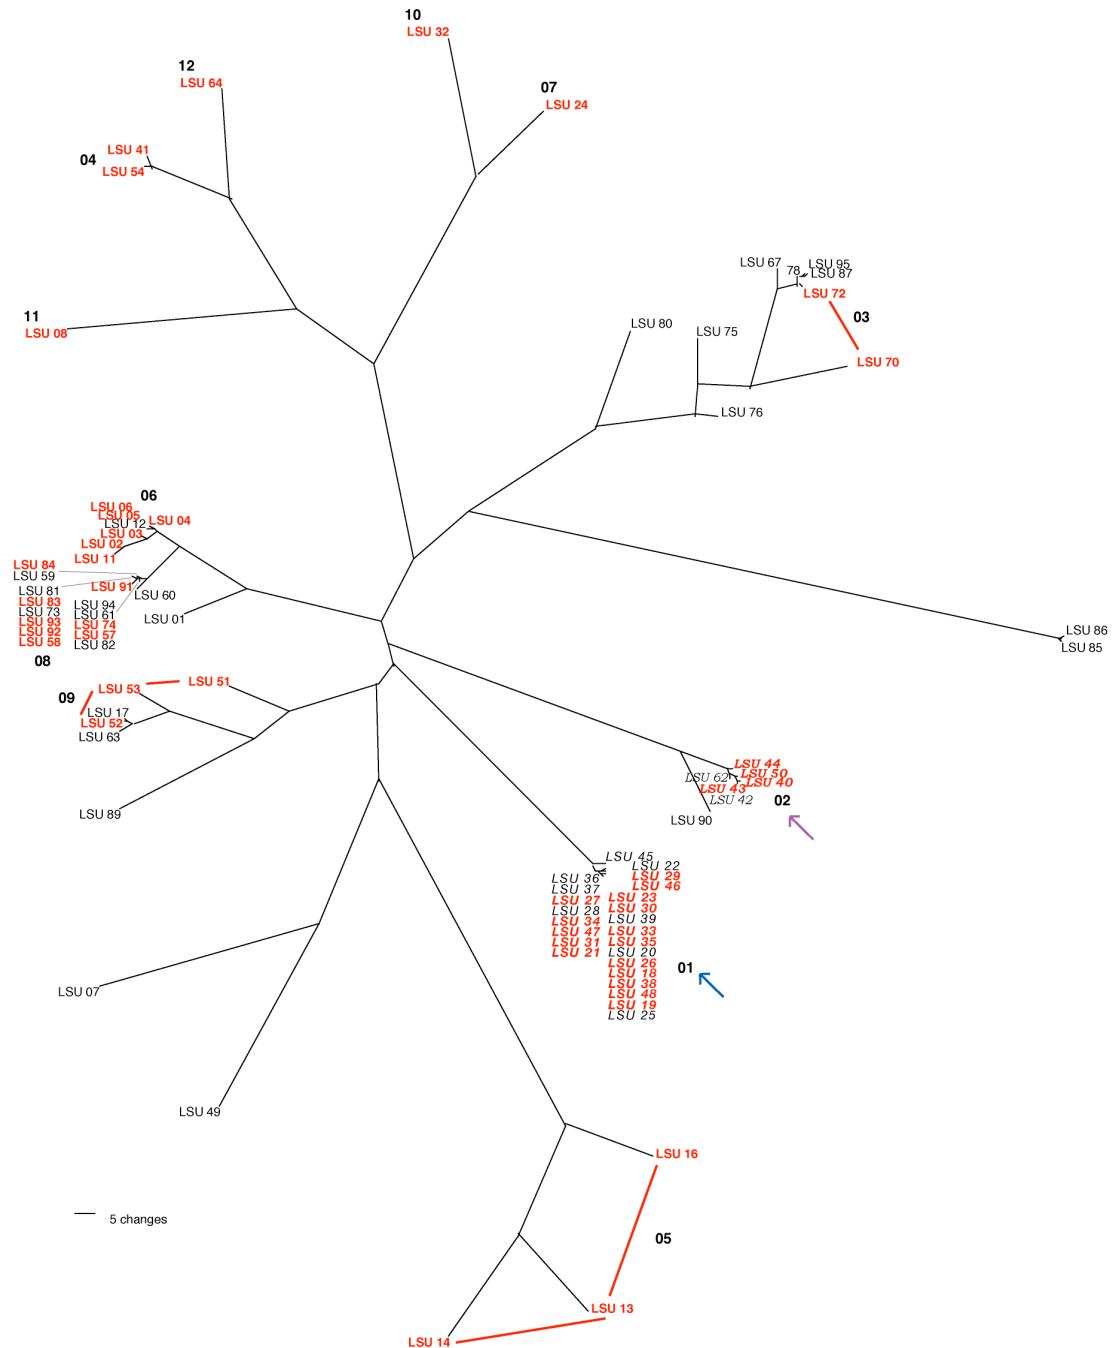 10
LSU 32
12
LSU 64
07
LSU 24
LSU 41
04
LSU 54
LSU 67
78
LSU 95
LSU 87
LSU 72
11
LSU 08
03
LSU 80
LSU 75
LSU 70
LSU 76
06
LSU 06
LSU 05
LSU 12
LSU 04
LSU 03
LSU 02
LSU 11
LSU 84
LSU 59
LSU 81
LSU 91
LSU 60
LSU 83
LSU 94
LSU 73
LSU 61
LSU 01
LSU 93
LSU 74
LSU 92
LSU 57
LSU 58
LSU 82
08
LSU 86
LSU 85
LSU 51
LSU 53
09
LSU 17
LSU 52
LSU 63
LSU 89
LSU 44
LSU 50
LSU 62
LSU 40
LSU 43
LSU 42
02
LSU 90
LSU 45
LSU 22
LSU 36
LSU 29
LSU 37
LSU 46
LSU 27
LSU 23
LSU 28
LSU 30
LSU 34
LSU 39
LSU 47
LSU 33
LSU 31
LSU 35
LSU 21
LSU 20
LSU 26
01
LSU 18
LSU 38
LSU 48
LSU 19
LSU 25
LSU 07
LSU 49
LSU 16
5 changes
05
LSU 13
LSU 14